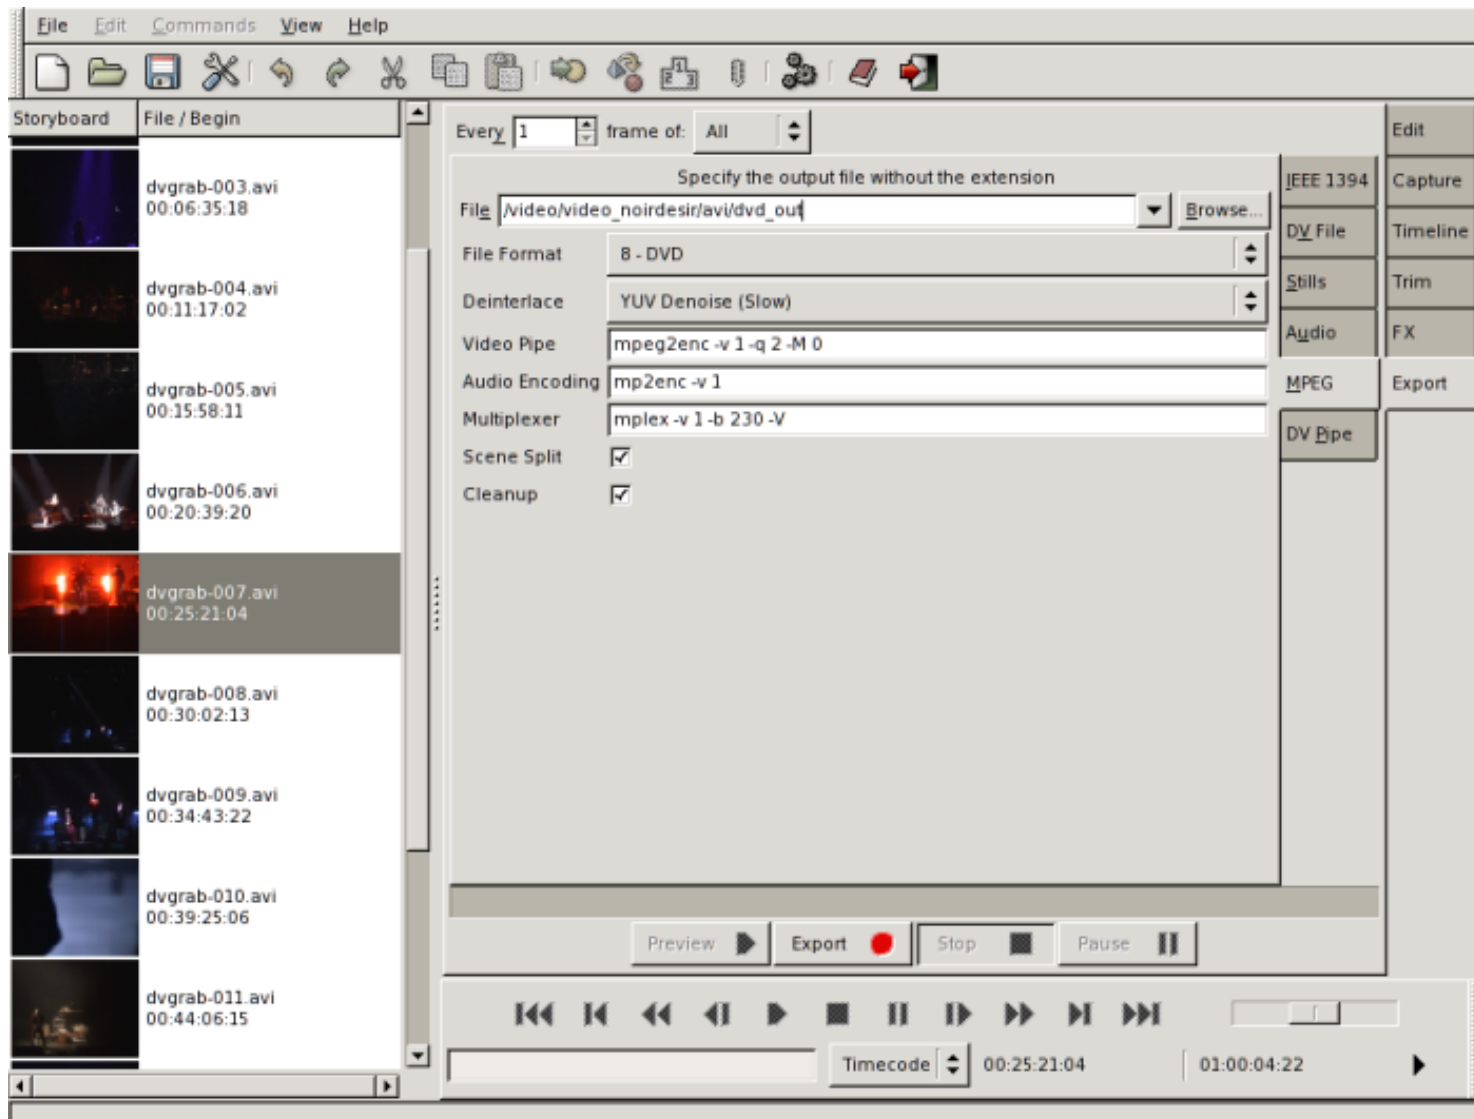 File Edit Commands View Help
Storyboard File / Begin
dvgrab-003.avi
00:06:35:18
dvgrab-004.avi
00:11:17:02
dvgrab-005.avi
00:15:58:11
dvgrab-006.avi
00:20:39:20
dvgrab-007.avi
00:25:21:04
dvgrab-008.avi
00:30:02:13
dvgrab-009.avi
00:34:43:22
dvgrab-010.avi
00:39:25:06
dvgrab-011.avi
00:44:06:15
Every 1 frame of: All
Specify the output file without the extension
File /video/video_noirdesir/avi/dvd_out Browse...
File Format 8 - DVD
Deinterlace YUV Denoise (Slow)
Video Pipe mpeg2enc -v 1 -q 2 -M 0
Audio Encoding mp2enc -v 1
Multiplexer mplex -v 1 -b 230 -V
Scene Split
Cleanup
IEEE 1394
DV File
Stills
Audio
MPEG
DV Pipe
Edit
Capture
Timeline
Trim
FX
Export
Preview Export Stop Pause
Timecode 00:25:21:04 01:00:04:22